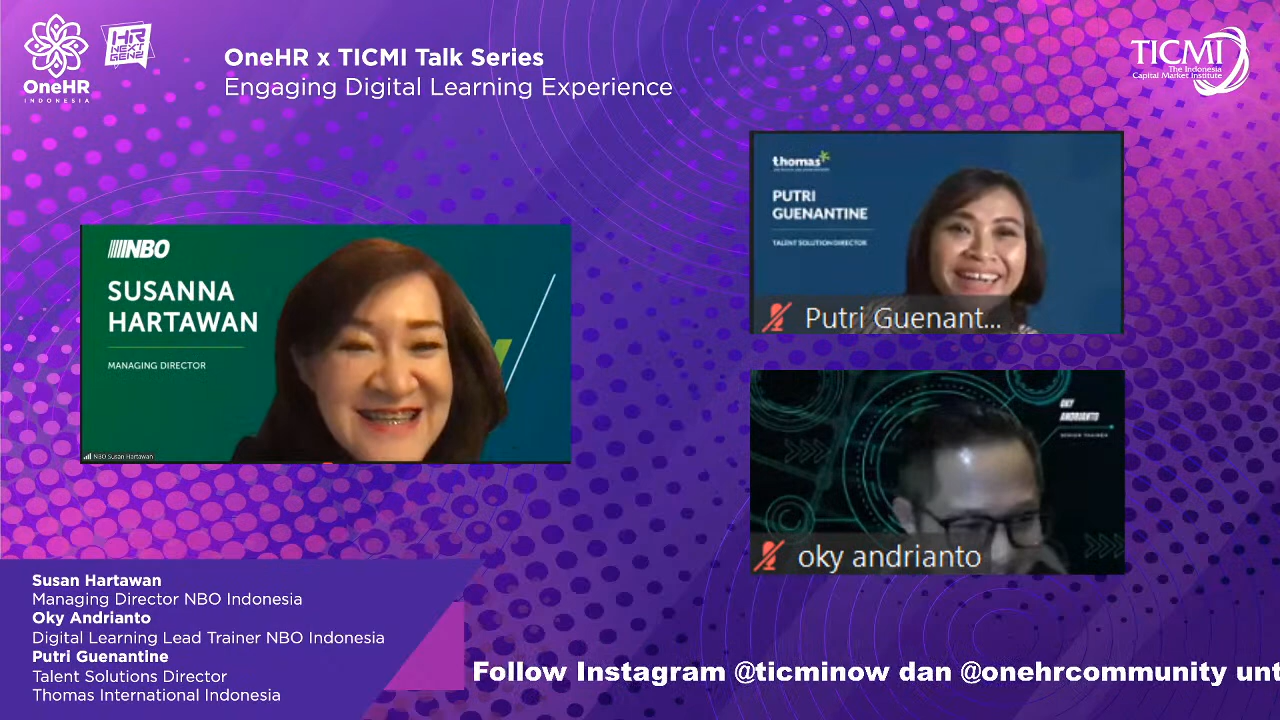 OneHR
INDONESIA
HR
NEXT
GEN
OneHR x TICMI Talk Series
Engaging Digital Learning Experience
TICMI
The Indonesia
Capital Market Institute
NBO
SUSANNA
HARTAWAN
MANAGING DIRECTOR
NBO Susan Hartawan
thomas
PUTRI
GUENANTINE
TALENT SOLUTION DIRECTOR
Putri Guenant...
OKY
ANDRIANTO
SENIOR TRAINER
oky andrianto
Susan Hartawan
Managing Director NBO Indonesia
Oky Andrianto
Digital Learning Lead Trainer NBO Indonesia
Putri Guenantine
Talent Solutions Director
Thomas International Indonesia
Follow Instagram @ticminow dan @onehrcommunity unt